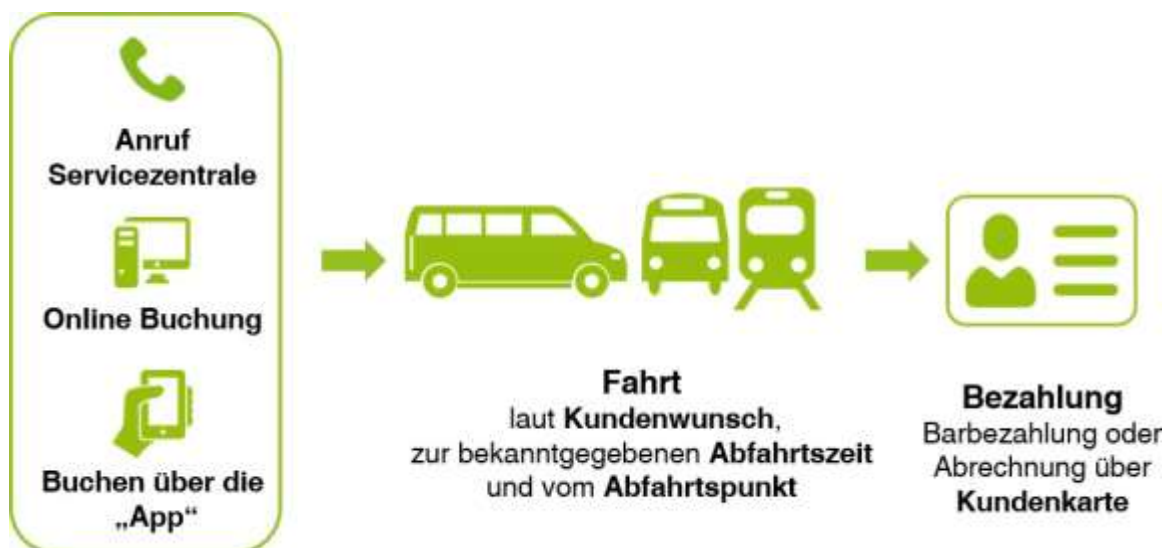 Anruf
Servicezentrale
Online Buchung
Buchen über die
„App“
Fahrt
laut Kundenwunsch,
zur bekanntgegebenen Abfahrtszeit
und vom Abfahrtspunkt
Bezahlung
Barbezahlung oder
Abrechnung über
Kundenkarte